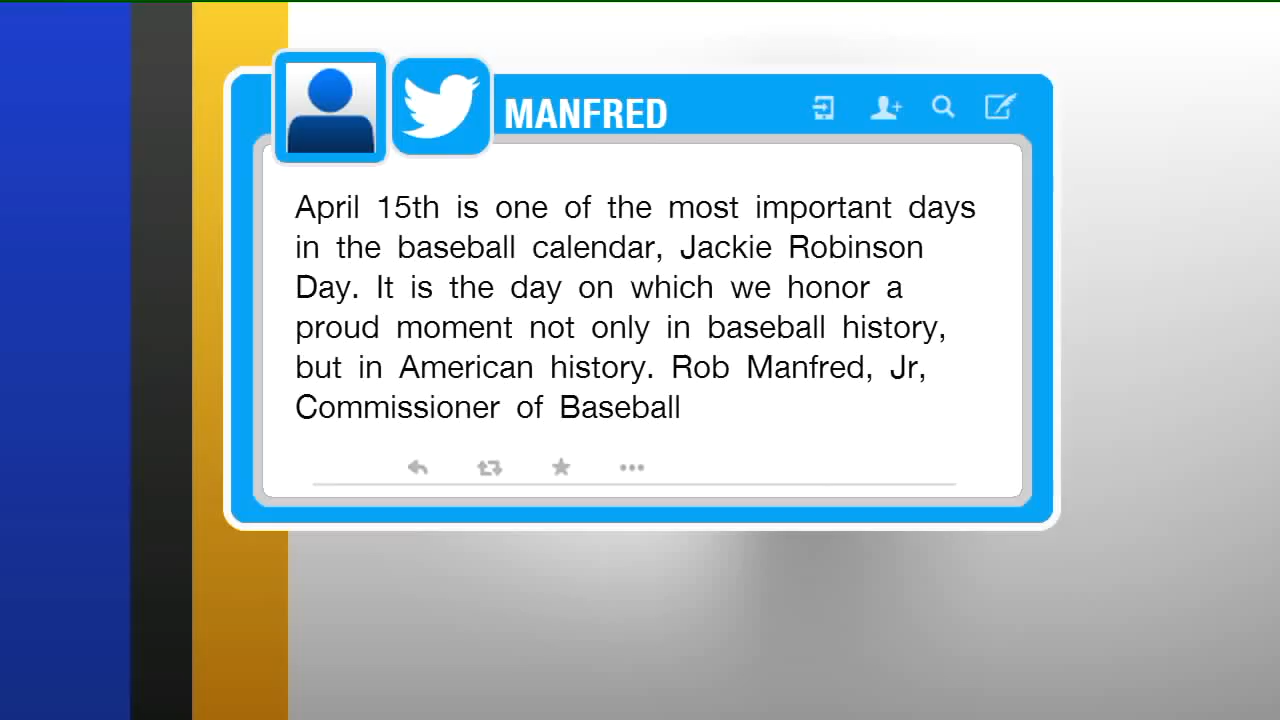 MANFRED
April 15th is one of the most important days
in the baseball calendar, Jackie Robinson
Day. It is the day on which we honor a
proud moment not only in baseball history,
but in American history. Rob Manfred, Jr,
Commissioner of Baseball